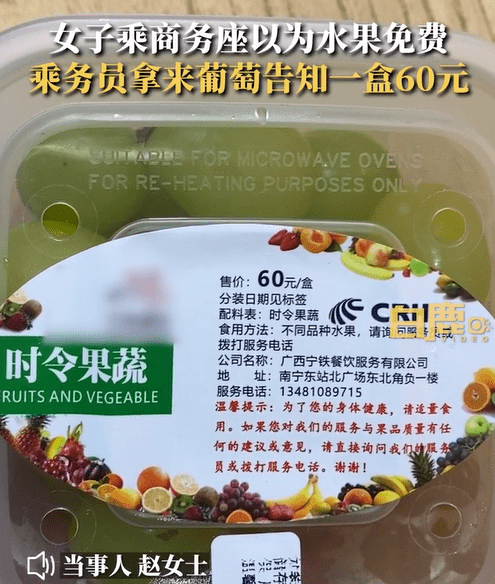 女子乘商务座以为水果免费
乘务员拿来葡萄告知一盒60元
SUITABLE FOR MICROWAVE OVENS
FOR RE-HEATING PURPOSES ONLY
售价：60元/盒
分装日期见标签
配料表：时令果蔬
食用方法：不同品种水果，请询问服务员或
拨打服务电话
公司名称：广西宁铁餐饮服务有限公司
地 址：南宁东站北广场东北角负一楼
服务电话：13481089715
温馨提示：为了您的身体健康，请适量食
用。如果您对我们的服务与果品质量有任
何的建议或意见，请直接询问我们的服务
员或拨打服务电话。谢谢！
时令果蔬
FRUITS AND VEGEABLE
白鹿
VIDEO
当事人 赵女士